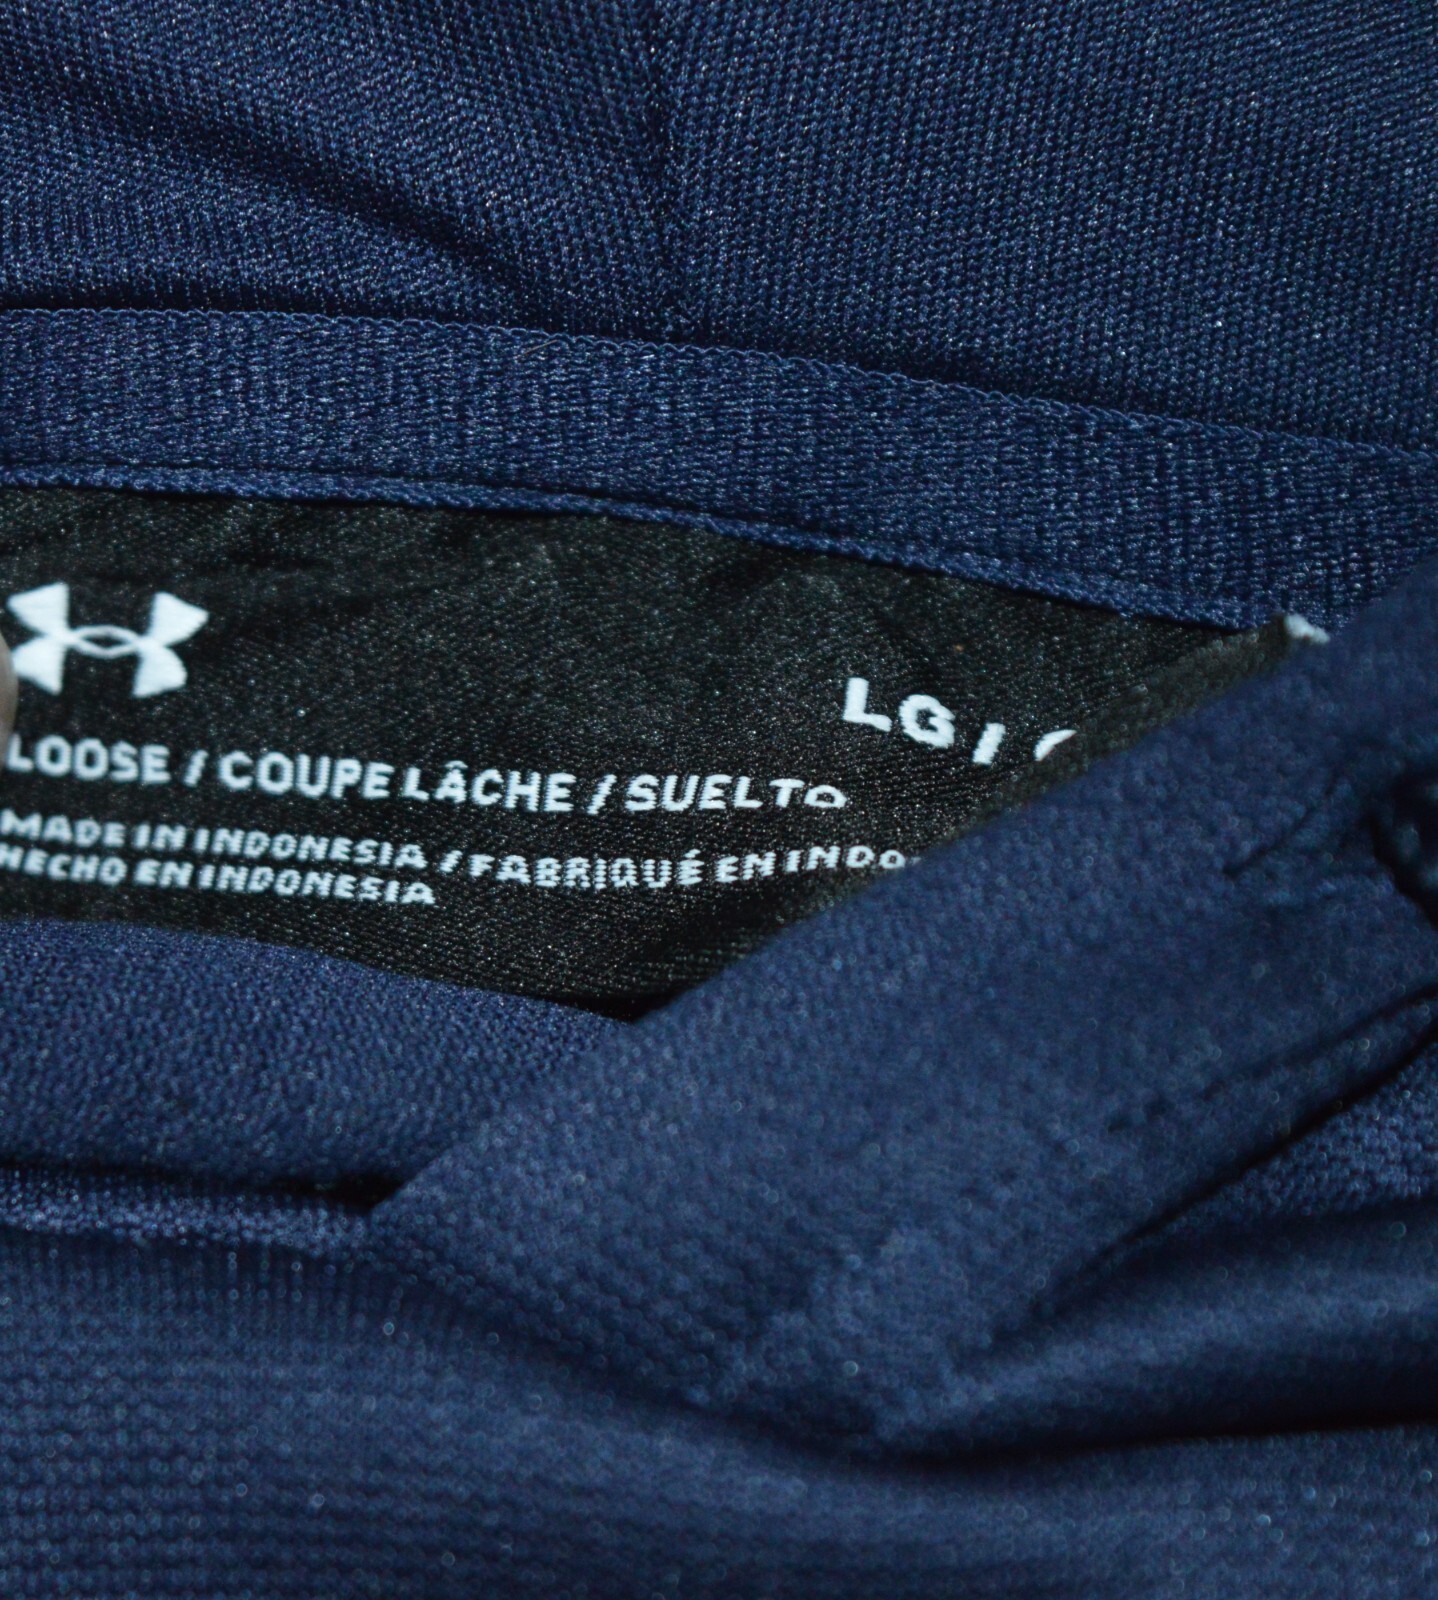 LG /
LOOSE / COUPE LÂCHE / SUELTO
MADE IN INDONESIA / FABRIQUÉ EN
HECHO EN INDONESIA